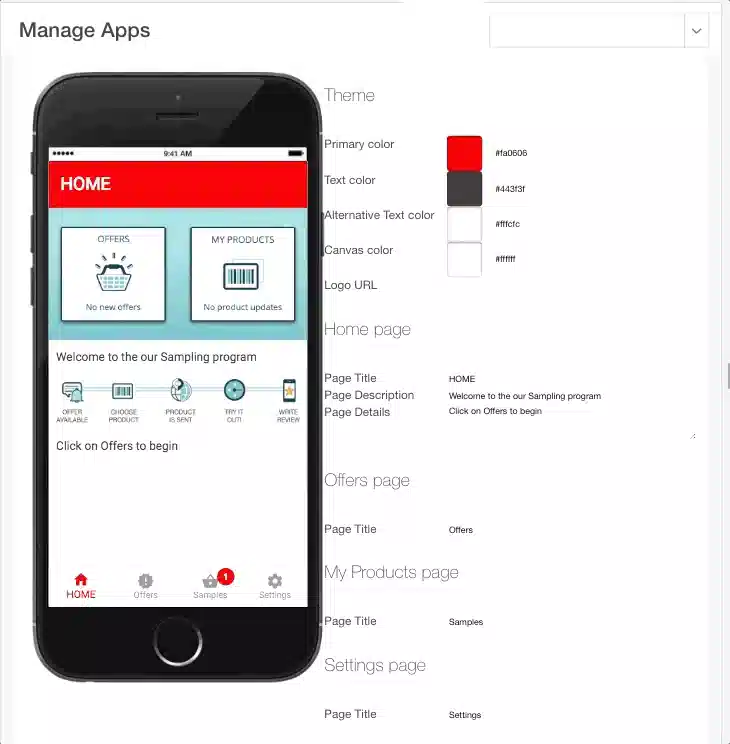 Manage Apps
9:41 AM
HOME
OFFERS
No new offers
MY PRODUCTS
No product updates
Welcome to the our Sampling program
OFFER AVAILABLE
CHOOSE PRODUCT
PRODUCT IS SENT
TRY IT OUT!
WRITE REVIEW
Click on Offers to begin
HOME
Offers
1
Samples
Settings
Theme
Primary color #fa0606
Text color #443f3f
Alternative Text color #fffcfc
Canvas color #ffffff
Logo URL
Home page
Page Title HOME
Page Description Welcome to the our Sampling program
Page Details Click on Offers to begin
Offers page
Page Title Offers
My Products page
Page Title Samples
Settings page
Page Title Settings